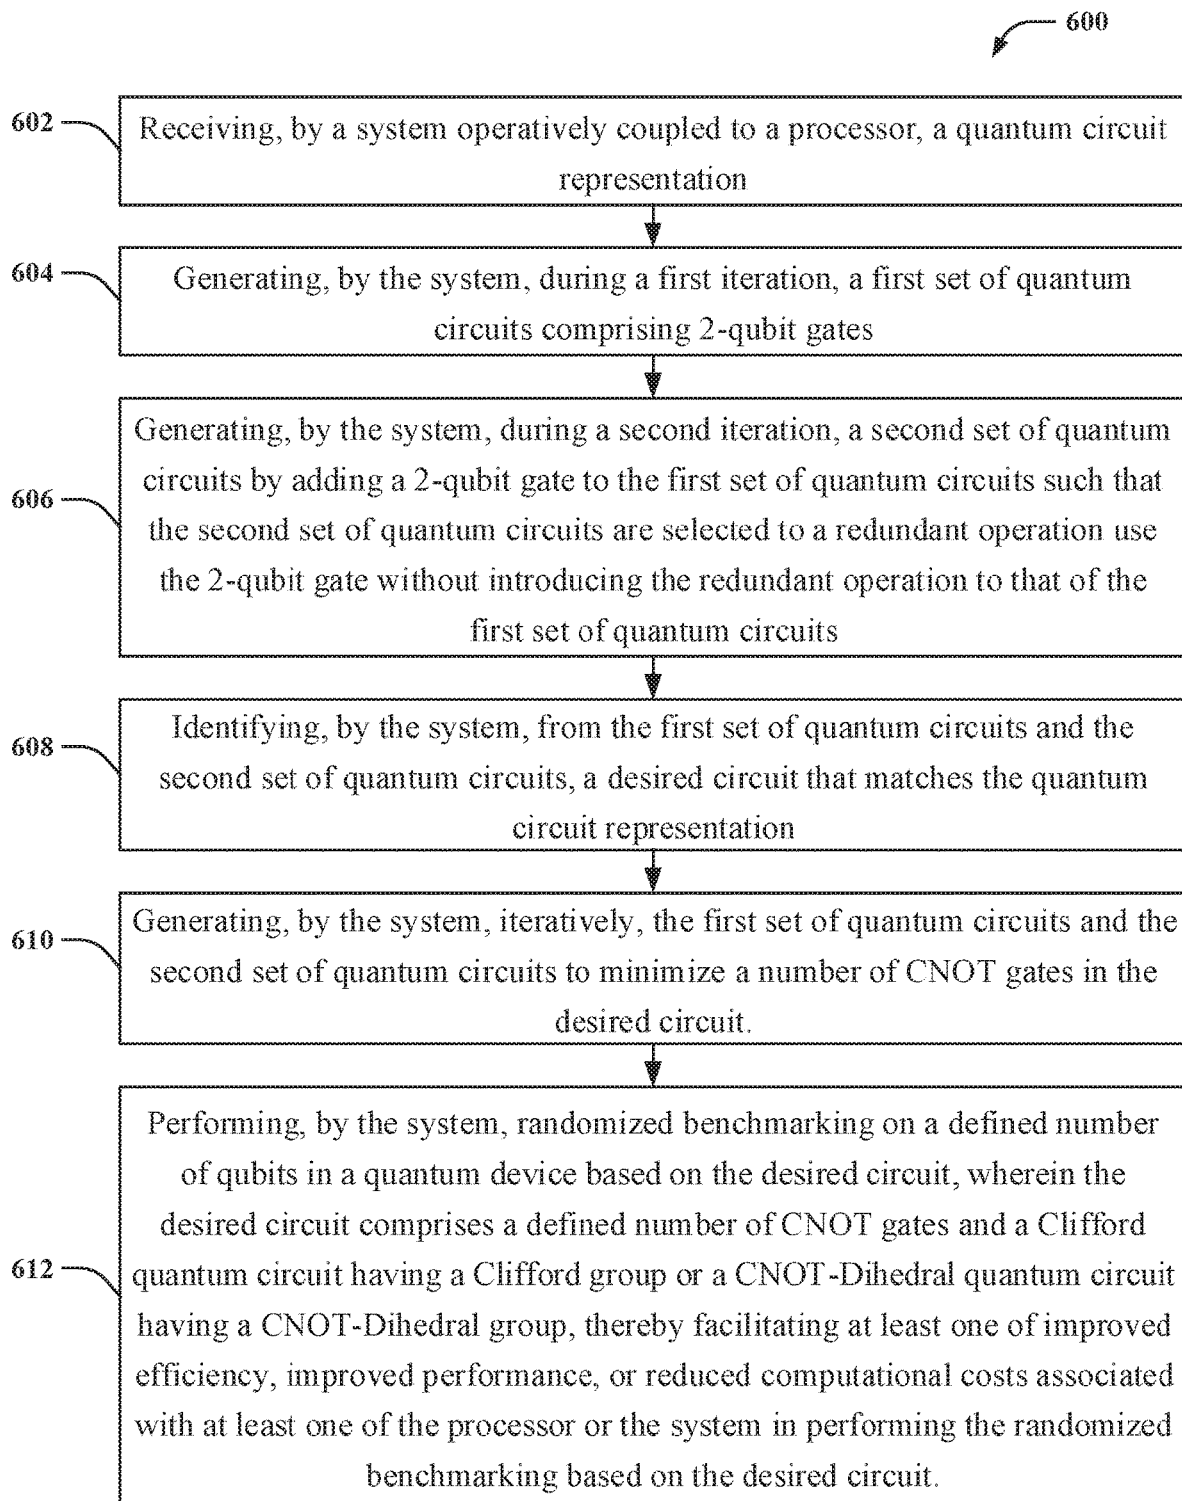 600
602
Receiving, by a system operatively coupled to a processor, a quantum circuit
representation
604
Generating, by the system, during a first iteration, a first set of quantum
circuits comprising 2-qubit gates
606
Generating, by the system, during a second iteration, a second set of quantum
circuits by adding a 2-qubit gate to the first set of quantum circuits such that
the second set of quantum circuits are selected to a redundant operation use
the 2-qubit gate without introducing the redundant operation to that of the
first set of quantum circuits
608
Identifying, by the system, from the first set of quantum circuits and the
second set of quantum circuits, a desired circuit that matches the quantum
circuit representation
610
Generating, by the system, iteratively, the first set of quantum circuits and the
second set of quantum circuits to minimize a number of CNOT gates in the
desired circuit.
612
Performing, by the system, randomized benchmarking on a defined number
of qubits in a quantum device based on the desired circuit, wherein the
desired circuit comprises a defined number of CNOT gates and a Clifford
quantum circuit having a Clifford group or a CNOT-Dihedral quantum circuit
having a CNOT-Dihedral group, thereby facilitating at least one of improved
efficiency, improved performance, or reduced computational costs associated
with at least one of the processor or the system in performing the randomized
benchmarking based on the desired circuit.